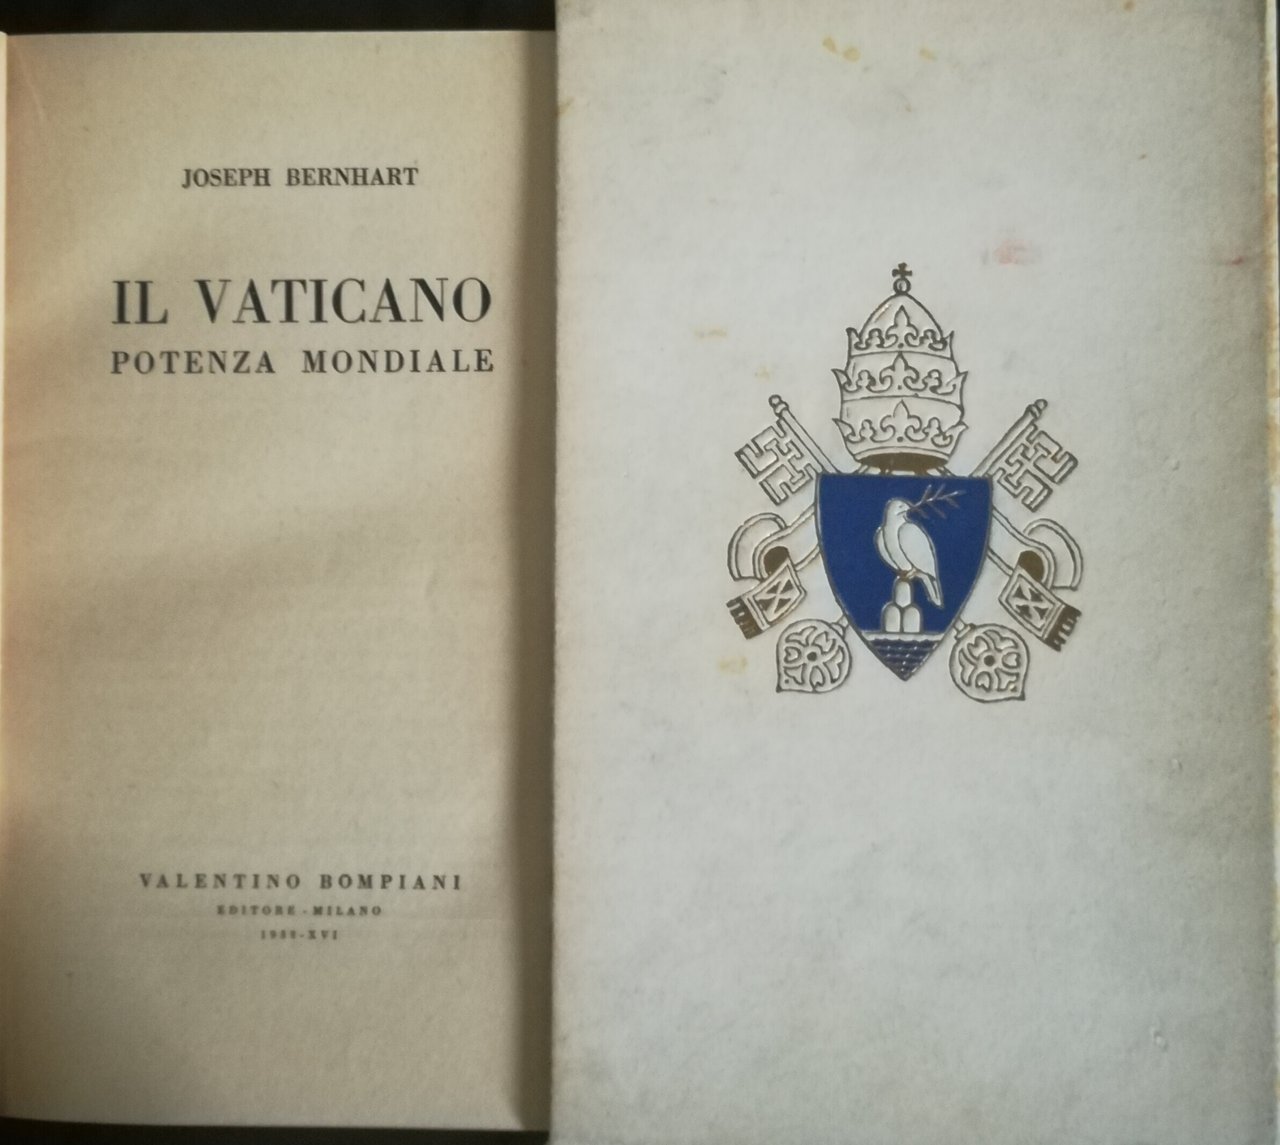 JOSEPH BERNHART
IL VATICANO
POTENZA MONDIALE
VALENTINO BOMPIANI
EDITORE - MILANO
1938-XVI